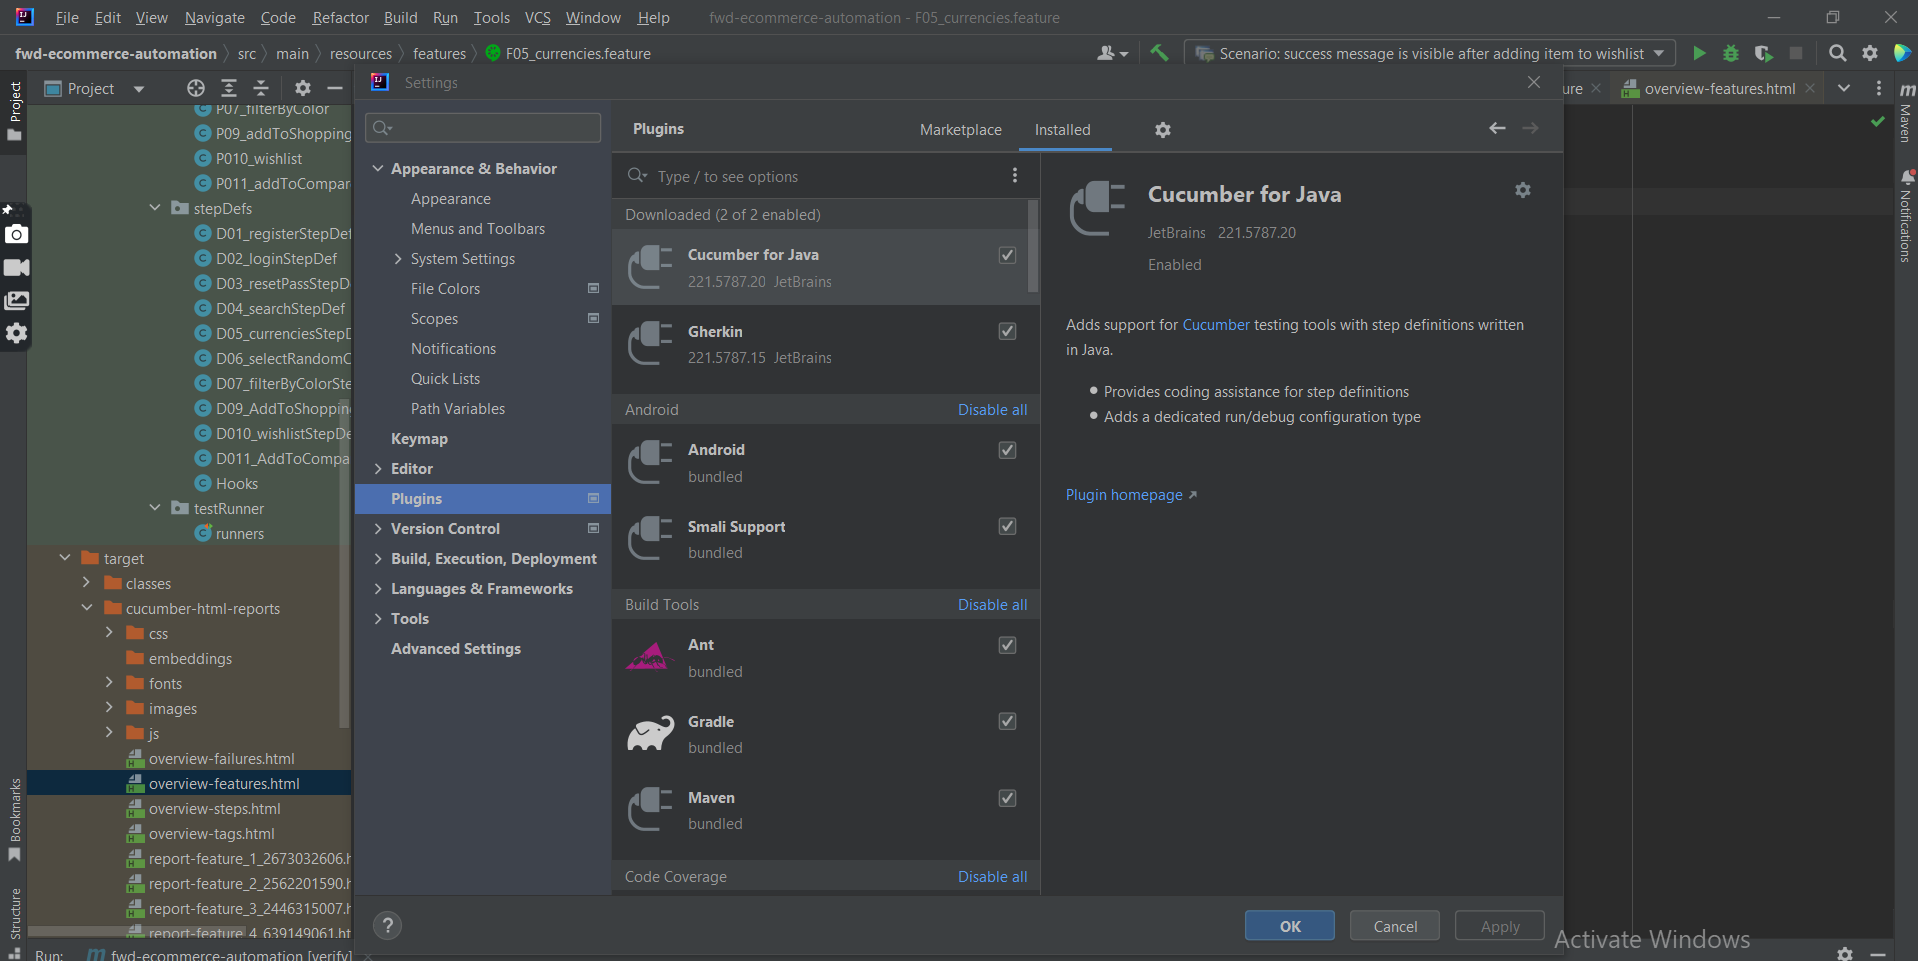 File Edit View Navigate Code Refactor Build Run Tools VCS Window Help fwd-ecommerce-automation - F05_currencies.feature
fwd-ecommerce-automation src main resources features F05_currencies.feature Scenario: success message is visible after adding item to wishlist
Project
Project
P07_filterByColor
P09_addToShopping
P010_wishlist
P011_addToCompar
stepDefs
D01_registerStepDef
D02_loginStepDef
D03_resetPassStepD
D04_searchStepDef
D05_currenciesStepD
D06_selectRandomC
D07_filterByColorSte
D09_AddToShopping
D010_wishlistStepDe
D011_AddToCompa
Hooks
testRunner
runners
target
classes
cucumber-html-reports
css
embeddings
fonts
images
js
overview-failures.html
overview-features.html
overview-steps.html
overview-tags.html
report-feature_1_2673032606.h
report-feature_2_2562201590.h
report-feature_3_2446315007.h
report-feature_4_639149061.ht
Bookmarks
Structure
Run: fwd-ecommerce-automation [verify]
Settings
Appearance & Behavior
Appearance
Menus and Toolbars
System Settings
File Colors
Scopes
Notifications
Quick Lists
Path Variables
Keymap
Editor
Plugins
Version Control
Build, Execution, Deployment
Languages & Frameworks
Tools
Advanced Settings
Plugins Marketplace Installed
Type / to see options
Downloaded (2 of 2 enabled)
Cucumber for Java
221.5787.20 JetBrains
Gherkin
221.5787.15 JetBrains
Android Disable all
Android
bundled
Smali Support
bundled
Build Tools Disable all
Ant
bundled
Gradle
bundled
Maven
bundled
Code Coverage Disable all
Cucumber for Java
JetBrains 221.5787.20
Enabled
Adds support for Cucumber testing tools with step definitions written
in Java.
Provides coding assistance for step definitions
Adds a dedicated run/debug configuration type
Plugin homepage
? OK Cancel Apply
ure overview-features.html
m Maven
Notifications
Activate Windows